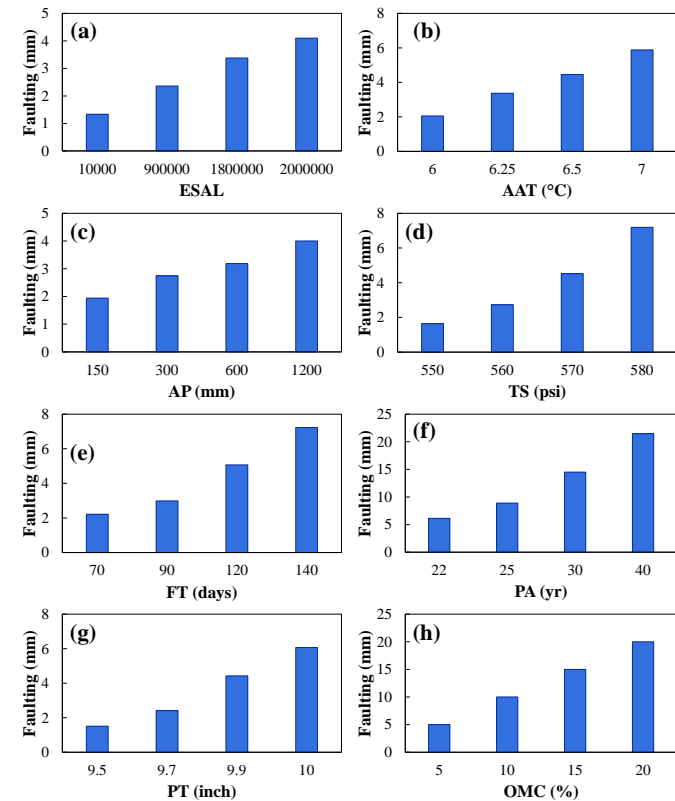 (a)
Faulting (mm)
5
4
3
2
1
0
10000 900000 1800000 2000000
ESAL
(b)
Faulting (mm)
8
6
4
2
0
6 6.25 6.5 7
AAT (°C)
(c)
Faulting (mm)
5
4
3
2
1
0
150 300 600 1200
AP (mm)
(d)
Faulting (mm)
8
6
4
2
0
550 560 570 580
TS (psi)
(e)
Faulting (mm)
8
6
4
2
0
70 90 120 140
FT (days)
(f)
Faulting (mm)
25
20
15
10
5
0
22 25 30 40
PA (yr)
(g)
Faulting (mm)
8
6
4
2
0
9.5 9.7 9.9 10
PT (inch)
(h)
Faulting (mm)
25
20
15
10
5
0
5 10 15 20
OMC (%)